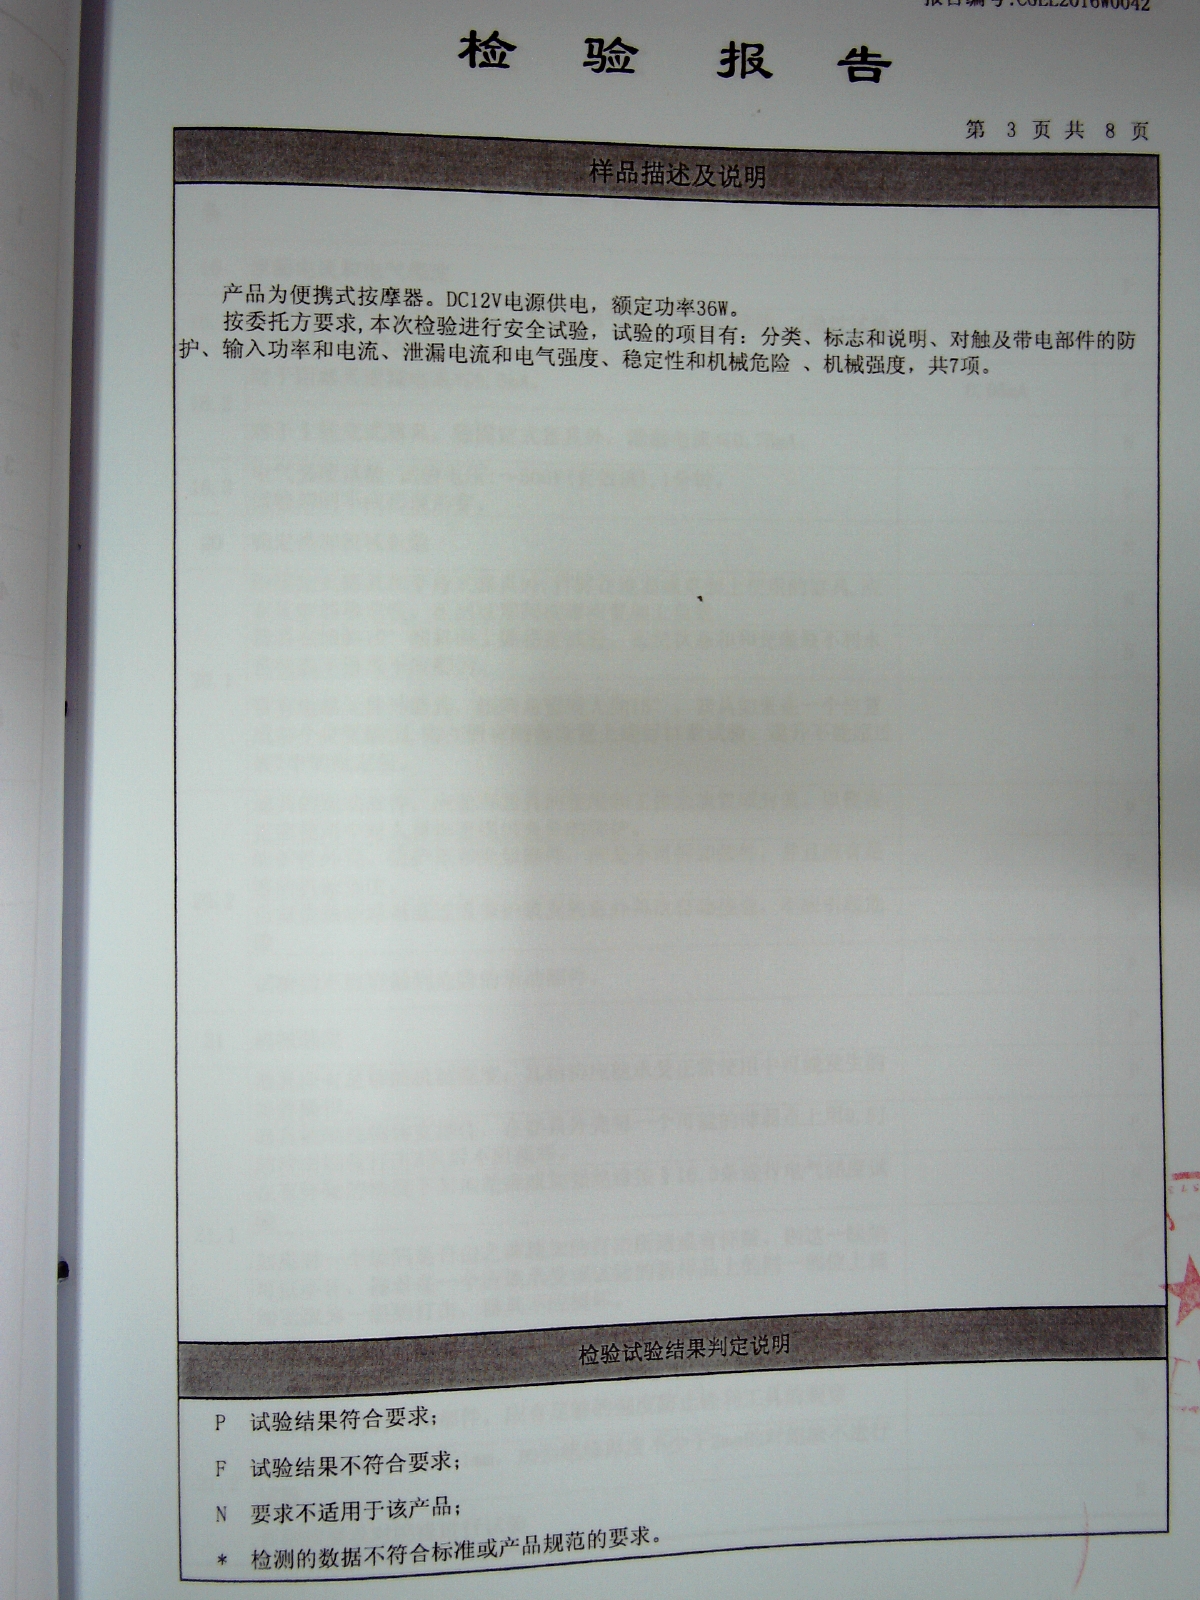 报告编号:CGEL2016W0042
检 验 报 告
第 3 页 共 8 页
样品描述及说明
产品为便携式按摩器。DC12V电源供电，额定功率36W。
按委托方要求,本次检验进行安全试验，试验的项目有：分类、标志和说明、对触及带电部件的防
护、输入功率和电流、泄漏电流和电气强度、稳定性和机械危险 、机械强度，共7项。
检验试验结果判定说明
P 试验结果符合要求；
F 试验结果不符合要求；
N 要求不适用于该产品；
* 检测的数据不符合标准或产品规范的要求。